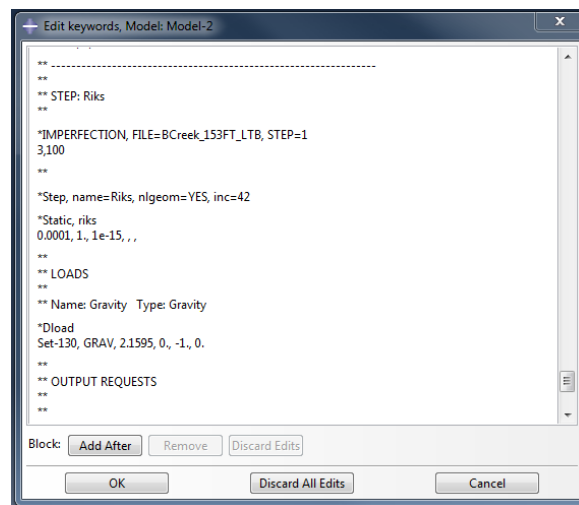 Edit keywords, Model: Model-2
** ----------------------------------------------------------------
**
** STEP: Riks
**
*IMPERFECTION, FILE=BCreek_153FT_LTB, STEP=1
3,100
**
*Step, name=Riks, nlgeom=YES, inc=42
*Static, riks
0.0001, 1., 1e-15, , ,
**
** LOADS
**
** Name: Gravity   Type: Gravity
*Dload
Set-130, GRAV, 2.1595, 0., -1., 0.
**
** OUTPUT REQUESTS
**
**
Block: Add After Remove Discard Edits
OK Discard All Edits Cancel